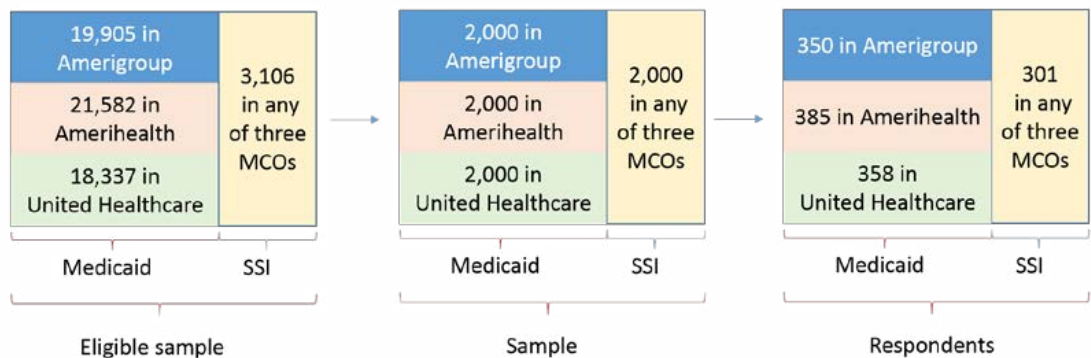 19,905 in
Amerigroup
21,582 in
Amerihealth
18,337 in
United Healthcare
3,106
in any
of three
MCOs
Medicaid
SSI
Eligible sample
2,000 in
Amerigroup
2,000 in
Amerihealth
2,000 in
United Healthcare
2,000
in any
of three
MCOs
Medicaid
SSI
Sample
350 in Amerigroup
385 in Amerihealth
358 in
United Healthcare
301
in any
of three
MCOs
Medicaid
SSI
Respondents